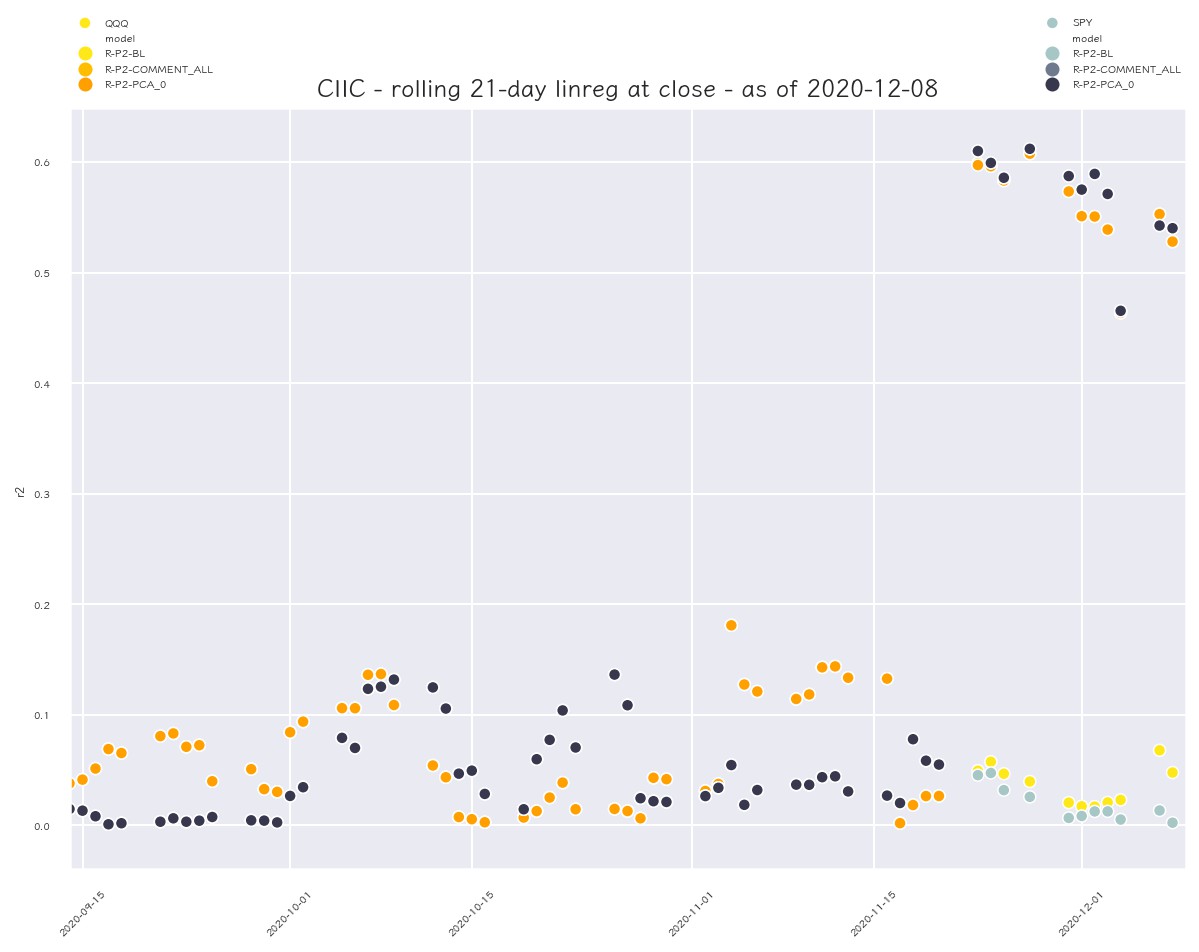 QQQ
model
R-P2-BL
R-P2-COMMENT_ALL
R-P2-PCA_0
SPY
model
R-P2-BL
R-P2-COMMENT_ALL
R-P2-PCA_0
CIIC - rolling 21-day linreg at close - as of 2020-12-08
r2
0.6
0.5
0.4
0.3
0.2
0.1
0.0
2020-09-15
2020-10-01
2020-10-15
2020-11-01
2020-11-15
2020-12-01